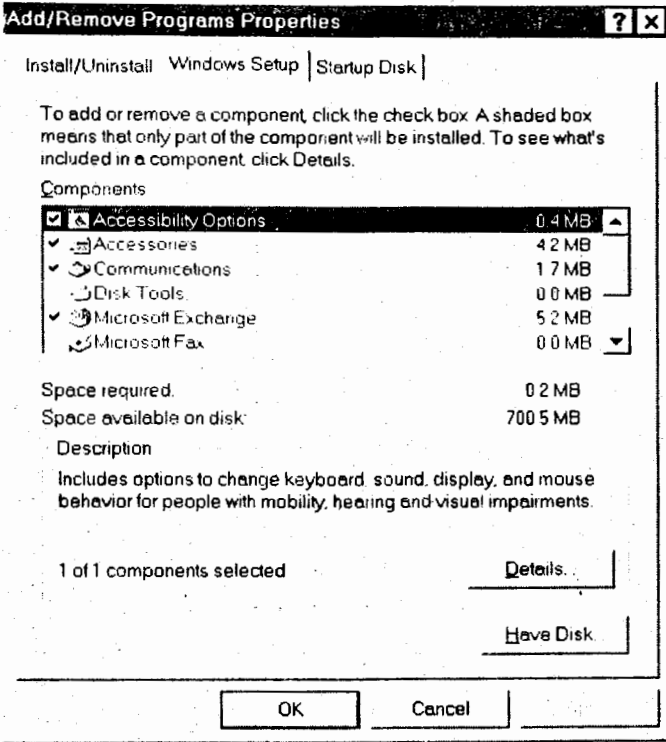 Add/Remove Programs Properties ? X
Install/Uninstall Windows Setup Startup Disk
To add or remove a component, click the check box. A shaded box
means that only part of the component will be installed. To see what's
included in a component, click Details.
Components
Accessibility Options 0.4 MB
Accessories 4.2 MB
Communications 1.7 MB
Disk Tools 0.0 MB
Microsoft Exchange 5.2 MB
Microsoft Fax 0.0 MB
Space required: 0.2 MB
Space available on disk: 700.5 MB
Description
Includes options to change keyboard, sound, display, and mouse
behavior for people with mobility, hearing and visual impairments.
1 of 1 components selected
Details...
Have Disk...
OK Cancel